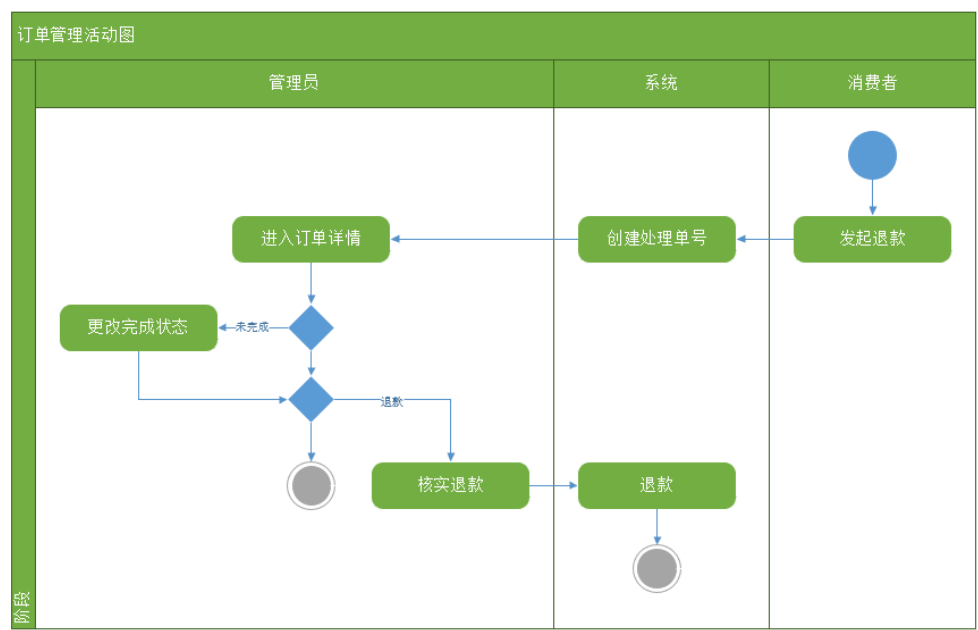 订单管理活动图
管理员
系统
消费者
进入订单详情
创建处理单号
发起退款
更改完成状态
未完成
退款
核实退款
退款
阶段